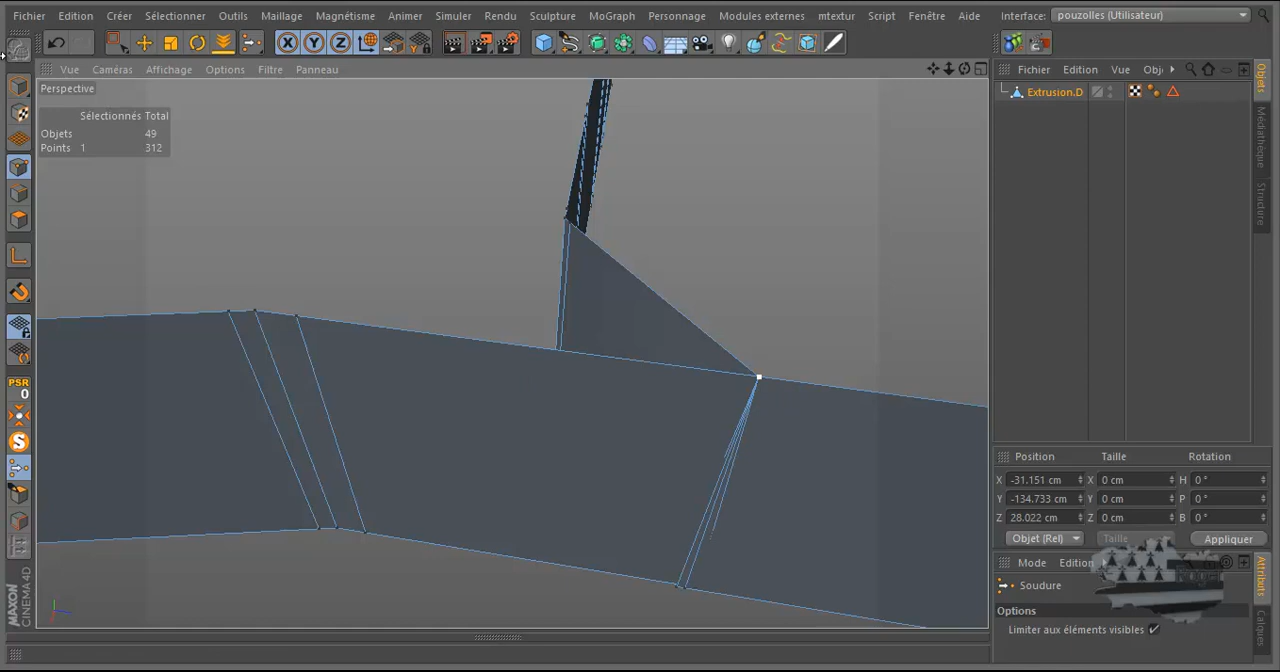 Fichier Edition Créer Sélectionner Outils Maillage Magnétisme Animer Simuler Rendu Sculpture MoGraph Personnage Modules externes mtextur Script Fenêtre Aide Interface: pouzolles (Utilisateur)
X Y Z
Vue Caméras Affichage Options Filtre Panneau
Fichier Edition Vue Obj
Perspective
Sélectionnés Total
Objets 49
Points 1 312
Extrusion.D
Objets
Médiathèque
Structure
PSR
0
S
Position Taille Rotation
X -31.151 cm X 0 cm H 0 °
Y -134.733 cm Y 0 cm P 0 °
Z 28.022 cm Z 0 cm B 0 °
Objet (Rel) Taille Appliquer
Mode Edition
Soudure
Options
Limiter aux éléments visibles
Attributs
Calques
MAXON
CINEMA 4D